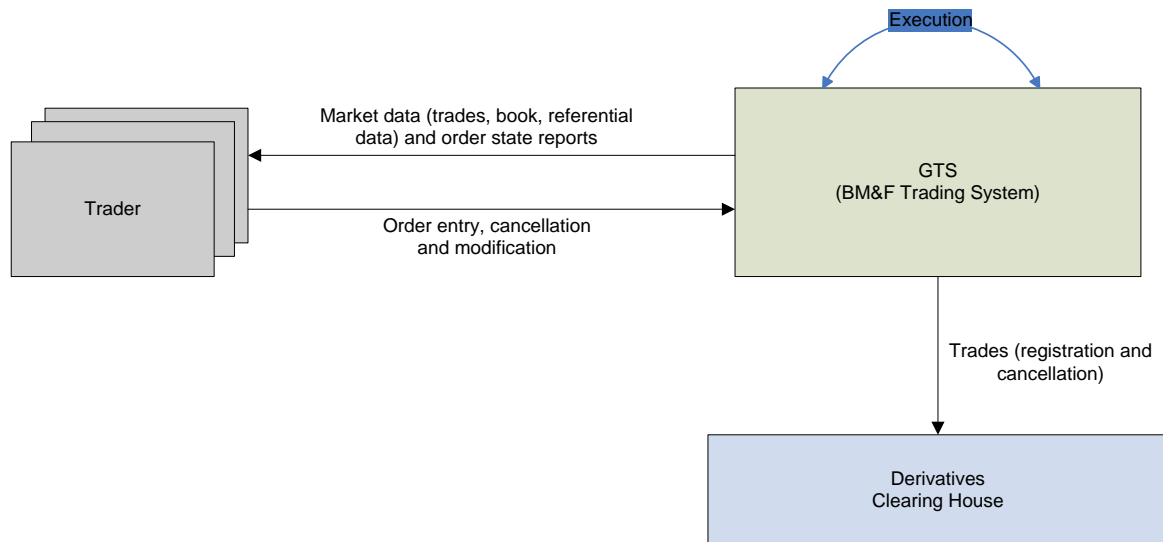 Execution
Market data (trades, book, referential
data) and order state reports
GTS
(BM&F Trading System)
Trader
Order entry, cancellation
and modification
Trades (registration and
cancellation)
Derivatives
Clearing House